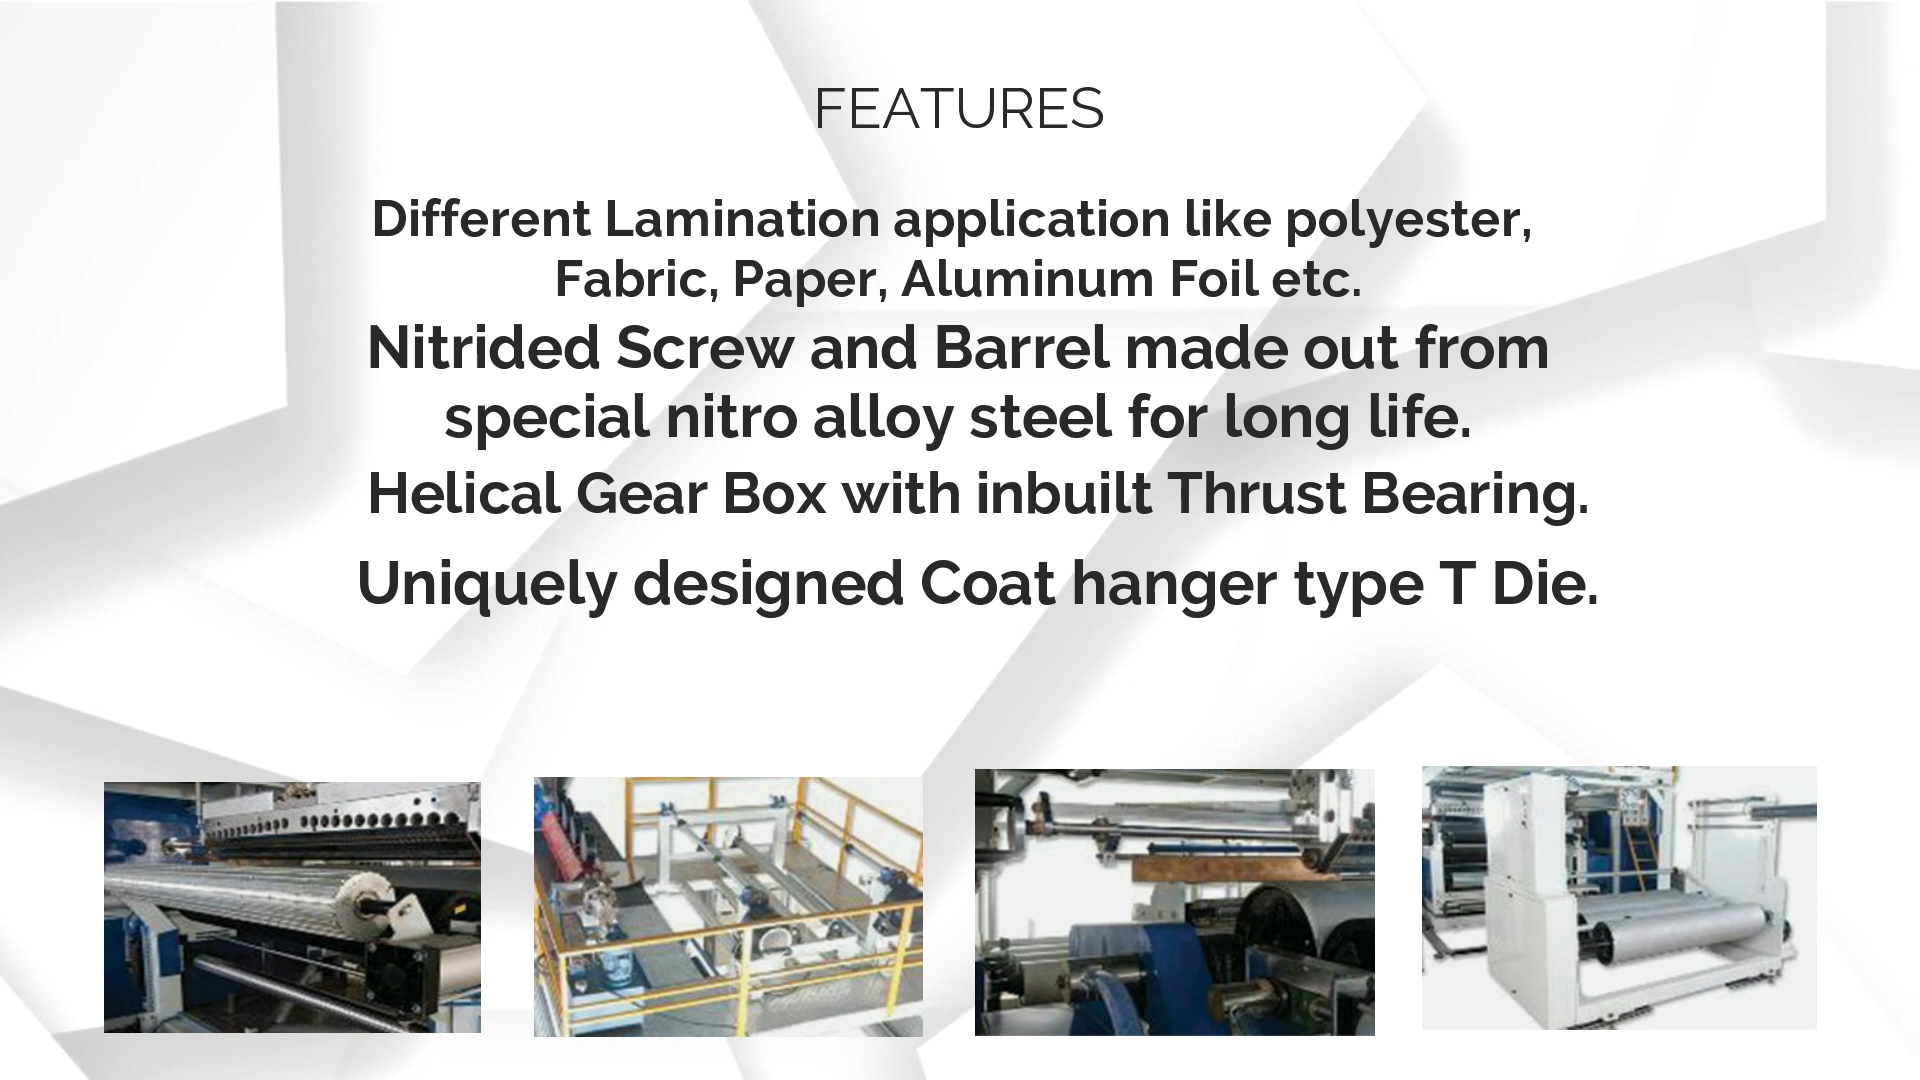 FEATURES
Different Lamination application like polyester,
Fabric, Paper, Aluminum Foil etc.
Nitrided Screw and Barrel made out from
special nitro alloy steel for long life.
Helical Gear Box with inbuilt Thrust Bearing.
Uniquely designed Coat hanger type T Die.